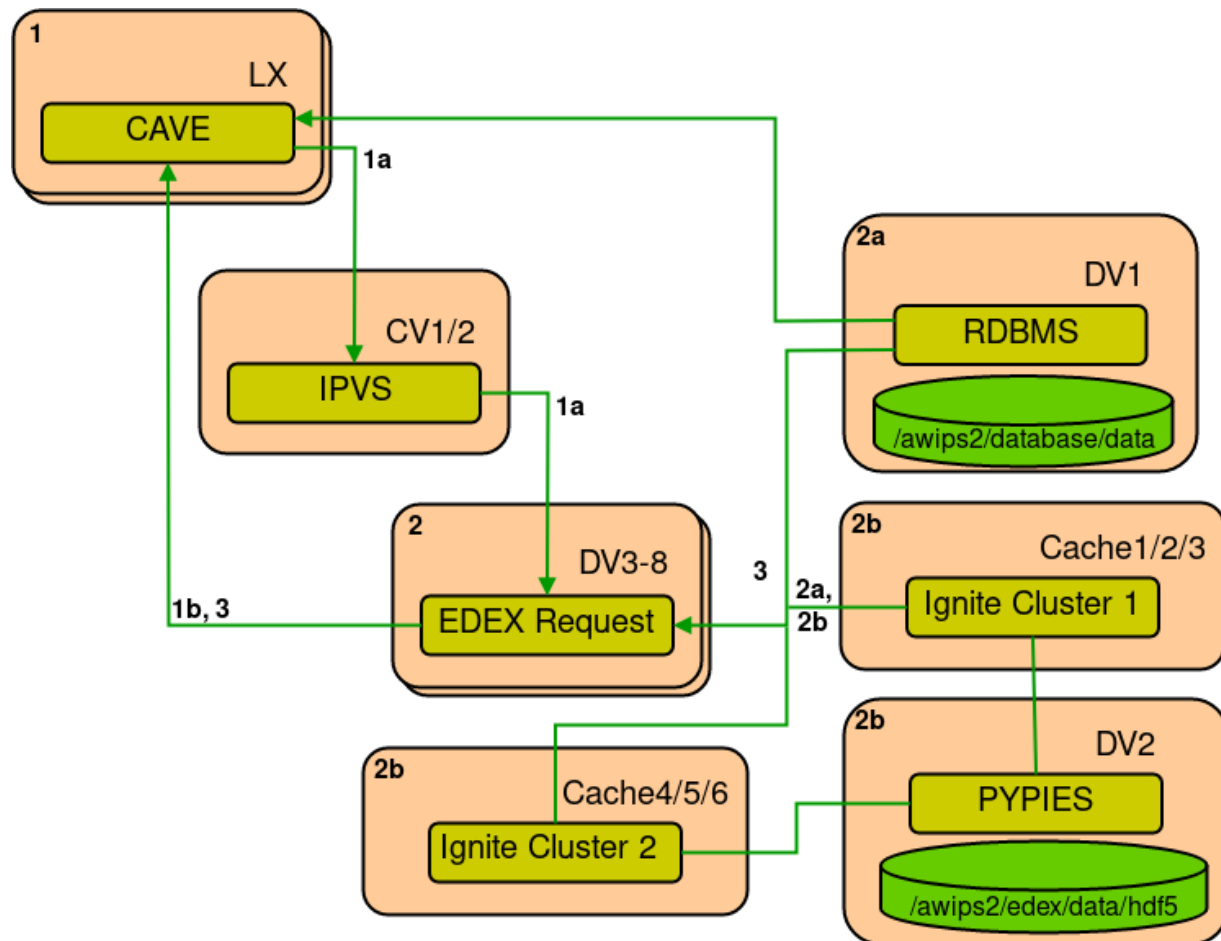 1
LX
CAVE
1a
2a
DV1
RDBMS
/awips2/database/data
CV1/2
IPVS
1a
2
DV3-8
EDEX Request
1b, 3
3
2a,
2b
2b
Cache1/2/3
Ignite Cluster 1
2b
DV2
PYPIES
/awips2/edex/data/hdf5
2b
Cache4/5/6
Ignite Cluster 2